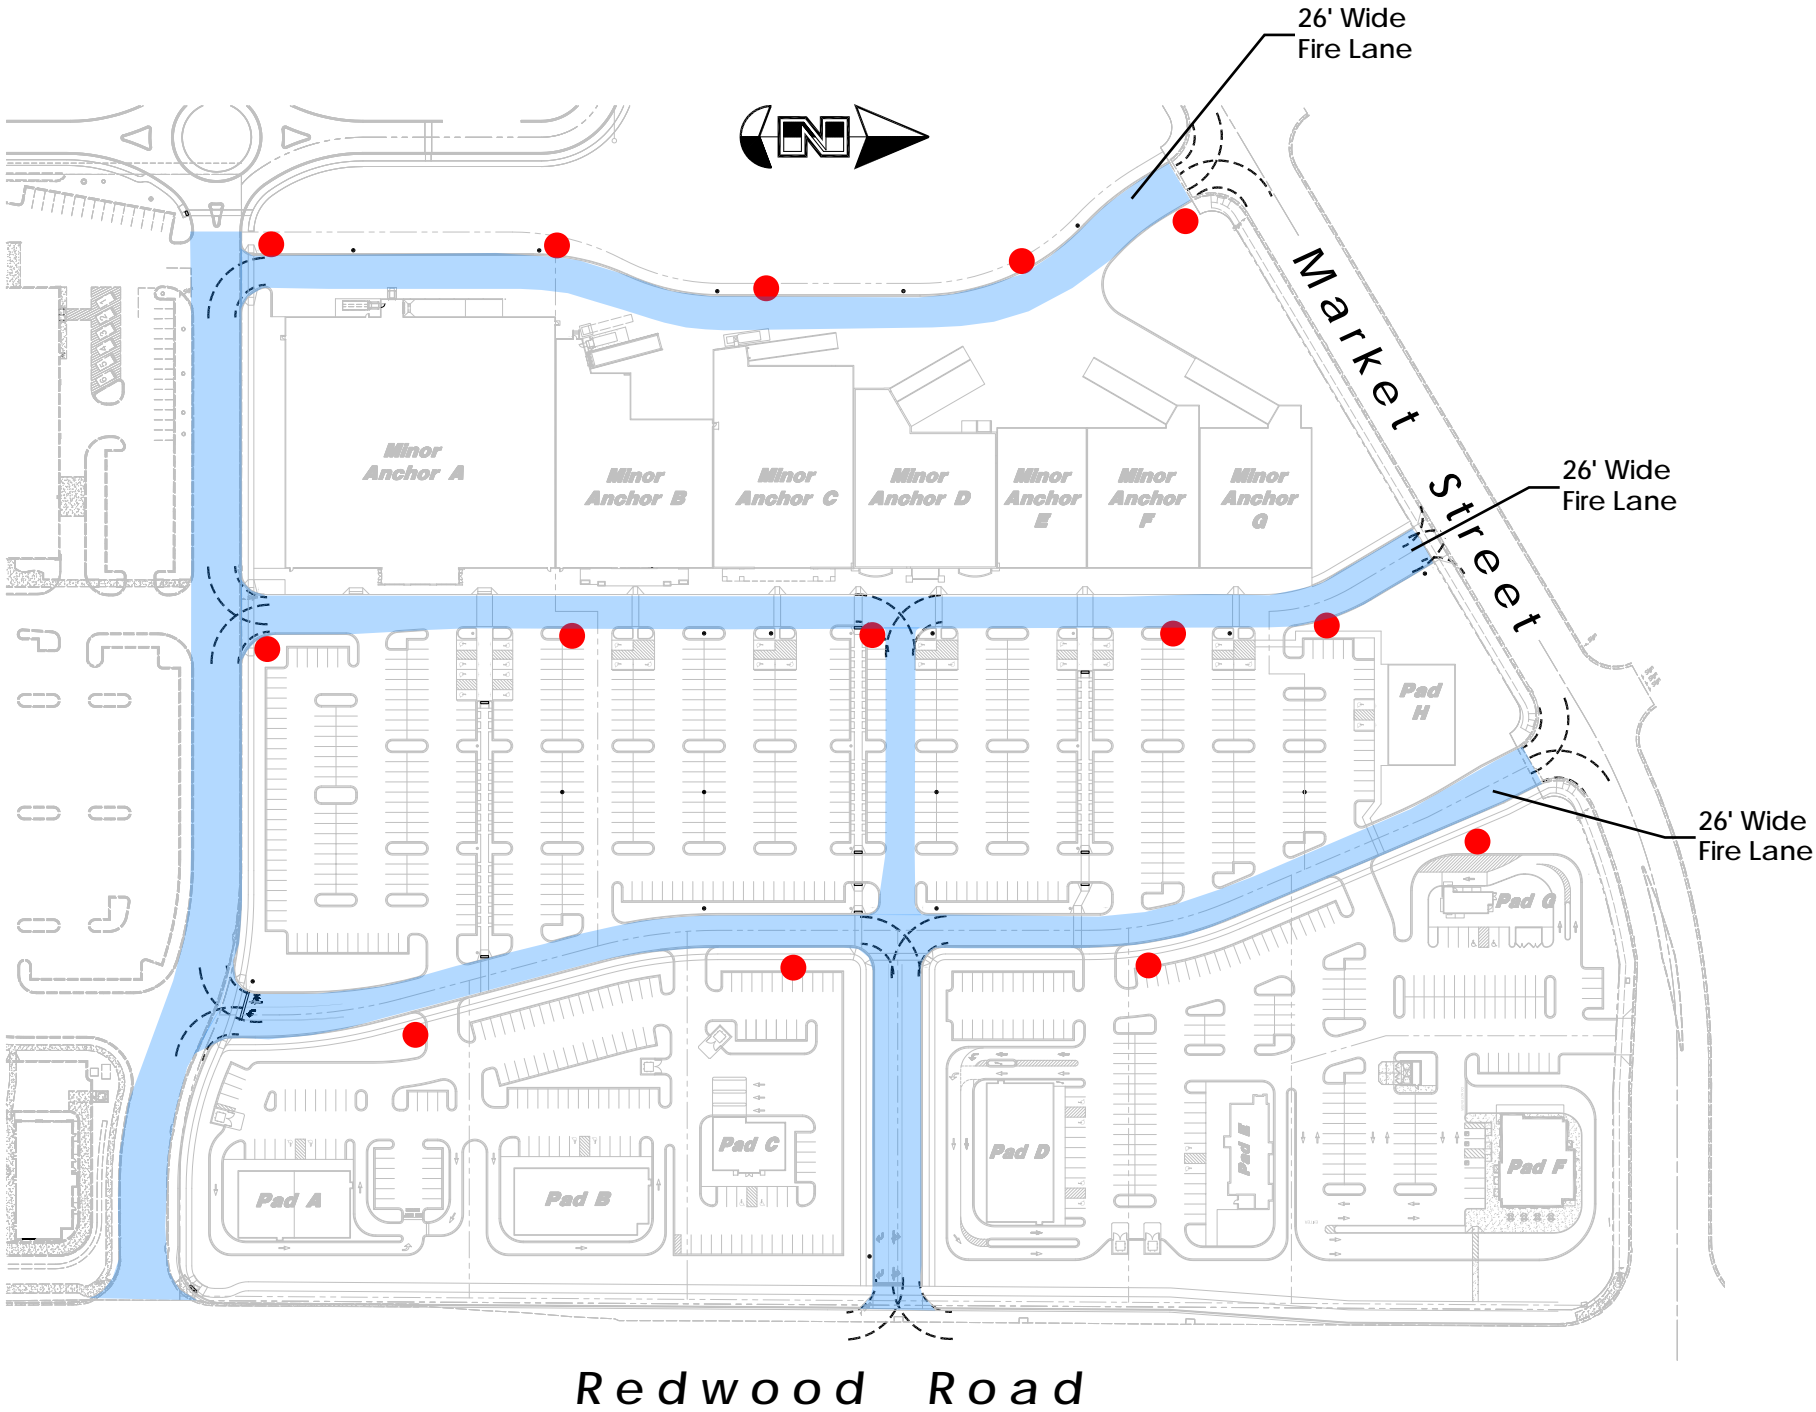 26' Wide
Fire Lane
N
Market Street
26' Wide
Fire Lane
Minor
Anchor A
Minor
Anchor B
Minor
Anchor C
Minor
Anchor D
Minor
Anchor
E
Minor
Anchor
F
Minor
Anchor
G
Pad
H
26' Wide
Fire Lane
Pad G
Pad A
Pad B
Pad C
Pad D
Pad E
Pad F
Redwood Road